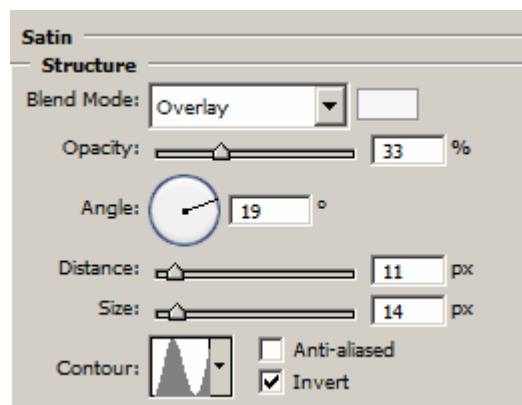 Satin
Structure
Blend Mode: Overlay
Opacity: 33 %
Angle: 19 °
Distance: 11 px
Size: 14 px
Contour: Anti-aliased
Invert